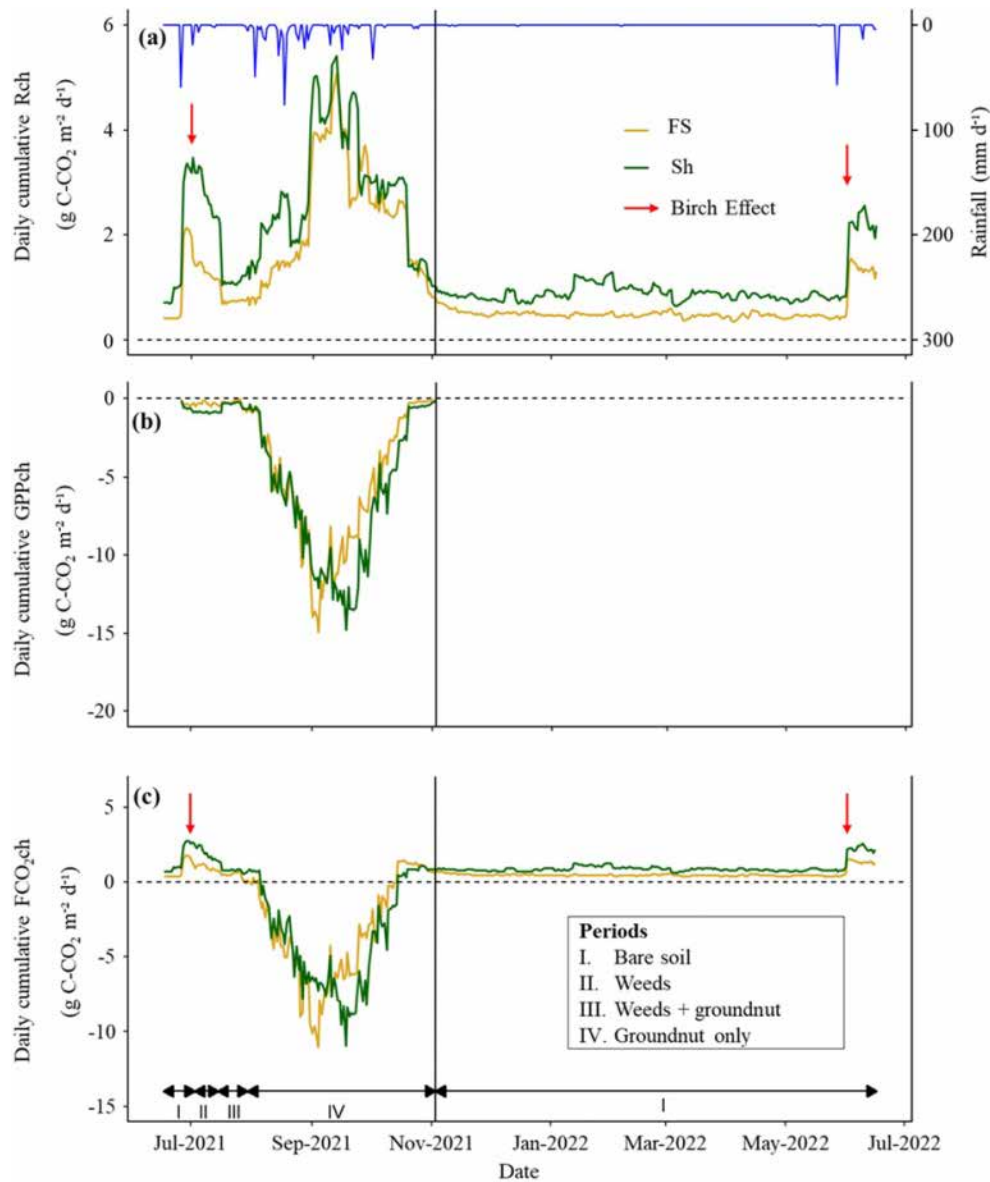 (a)
Daily cumulative Rch
(g C-CO₂ m⁻² d⁻¹)
6
4
2
0
FS
Sh
Birch Effect
0
100
200
300
Rainfall (mm d⁻¹)
(b)
Daily cumulative GPPch
(g C-CO₂ m⁻² d⁻¹)
0
-5
-10
-15
-20
(c)
Daily cumulative FCO₂ch
(g C-CO₂ m⁻² d⁻¹)
5
0
-5
-10
-15
Periods
I. Bare soil
II. Weeds
III. Weeds + groundnut
IV. Groundnut only
I II III IV I
Jul-2021 Sep-2021 Nov-2021 Jan-2022 Mar-2022 May-2022 Jul-2022
Date